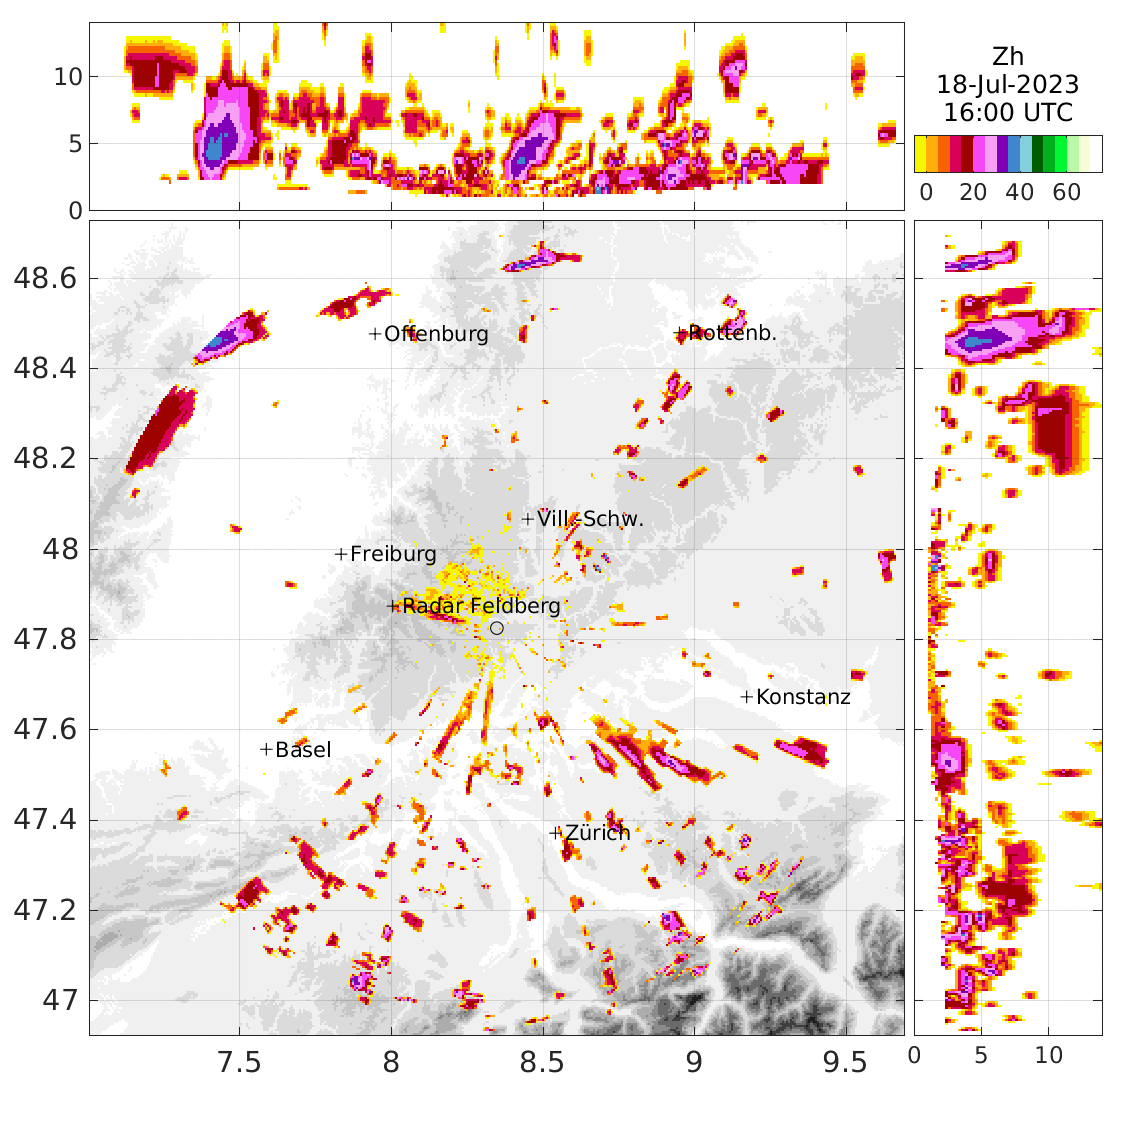 Zh
18-Jul-2023
16:00 UTC
0 20 40 60
10
5
0
48.6
48.4
48.2
48
47.8
47.6
47.4
47.2
47
Offenburg
Rottenb.
Vill.-Schw.
Freiburg
Radar Feldberg
Konstanz
Basel
Zürich
7.5 8 8.5 9 9.5
0 5 10